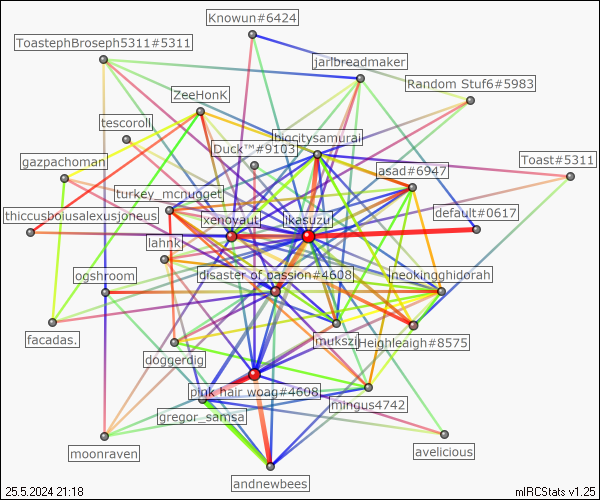 Knowun#6424
ToastephBroseph5311#5311
jarlbreadmaker
Random Stuf6#5983
ZeeHonK
tescoroll
biocitysamurai
Duck™#9103
gazpachoman
Toast#5311
asad#6947
turkey_mcnugget
thiccusboiusalexusjoneus
xenovaut
ikasuzu
default#0617
lahnk
ogshroom
disaster of passion#4608
neokingghidorah
facadas.
mukszi
Heighleaigh#8575
doggerdig
pink hair woag#4608
mingus4742
gregor_samsa
moonraven
avelicious
andnewbees
25.5.2024 21:18
mIRCStats v1.25